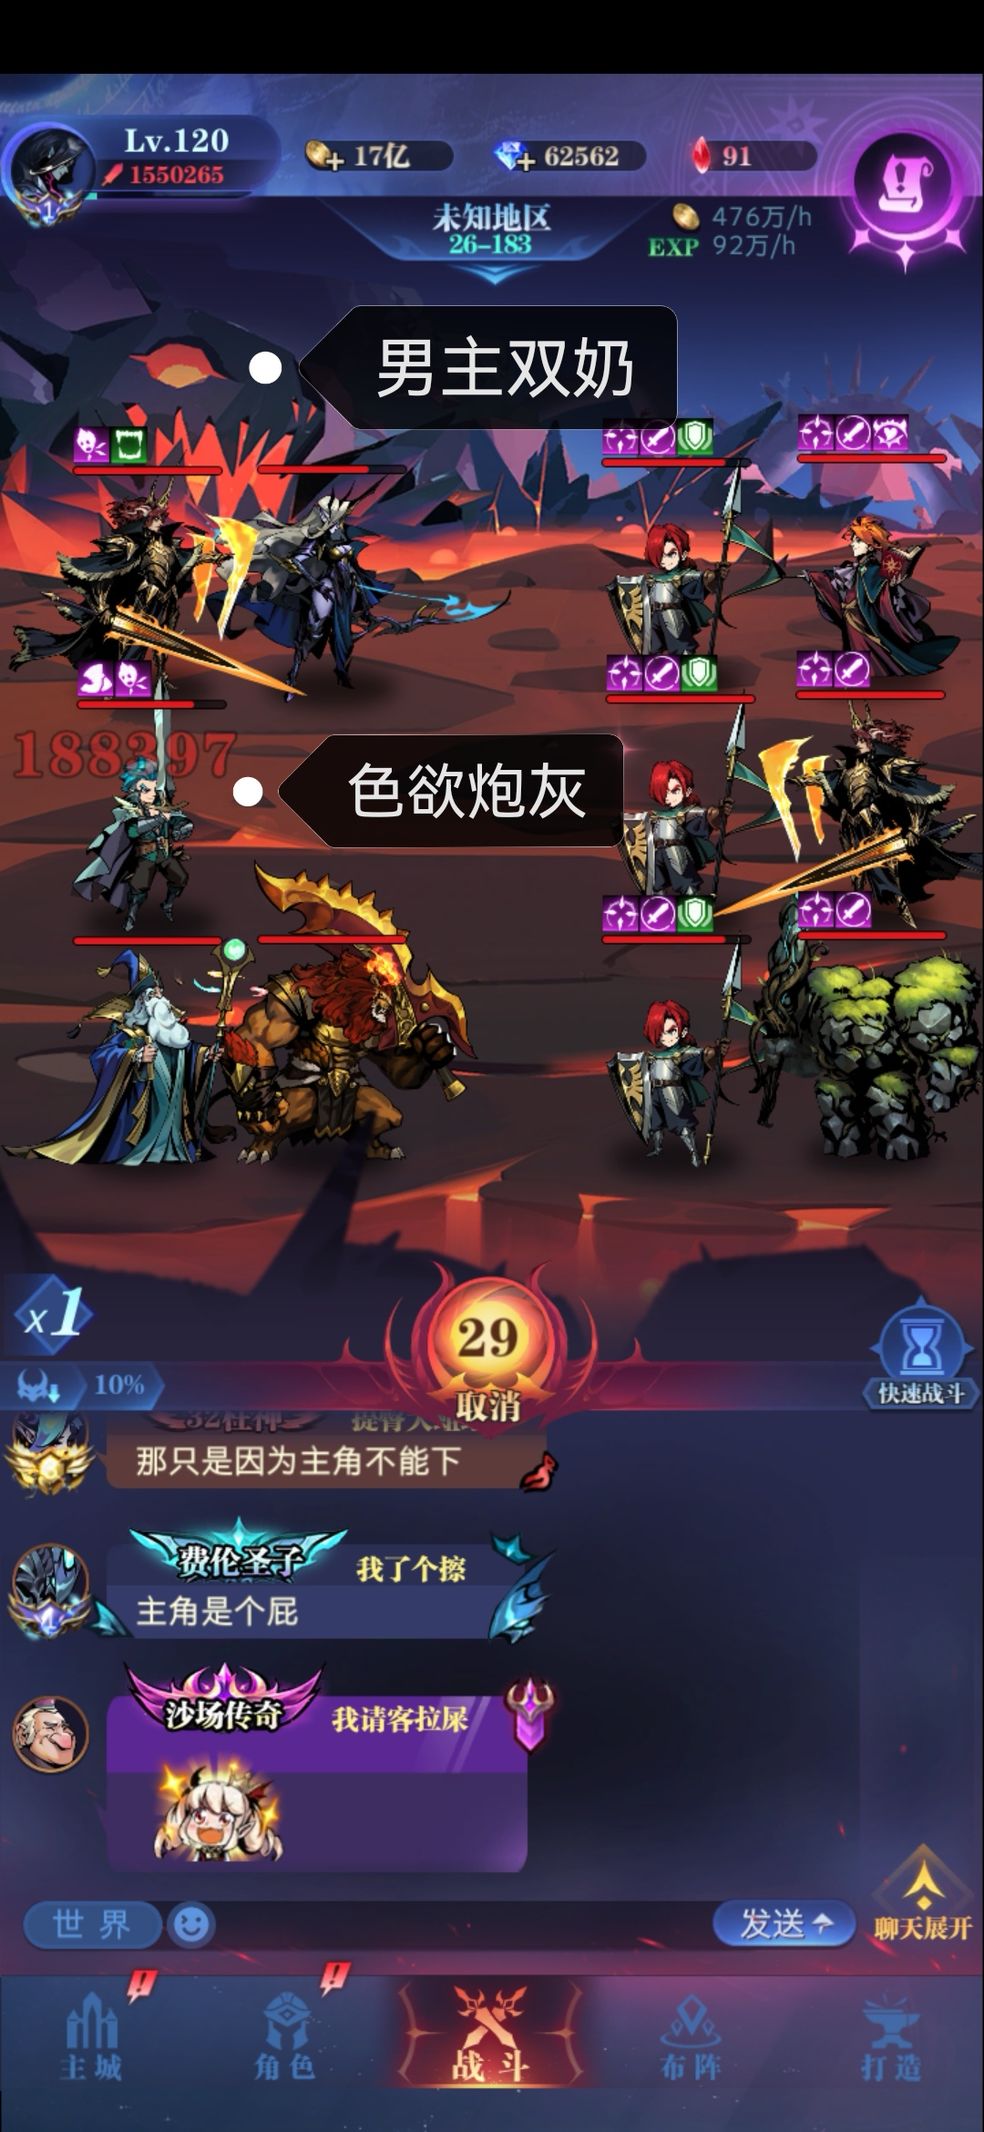 Lv.120
1550265
1
17亿
62562
91
未知地区
26-183
476万/h
EXP 92万/h
男主双奶
188397
色欲炮灰
x1
29
取消
10%
快速战斗
那只是因为主角不能下
费伦圣子 我了个擦
1
主角是个屁
沙场传奇 我请客拉屎
世界
发送
聊天展开
主城
角色
战斗
布阵
打造